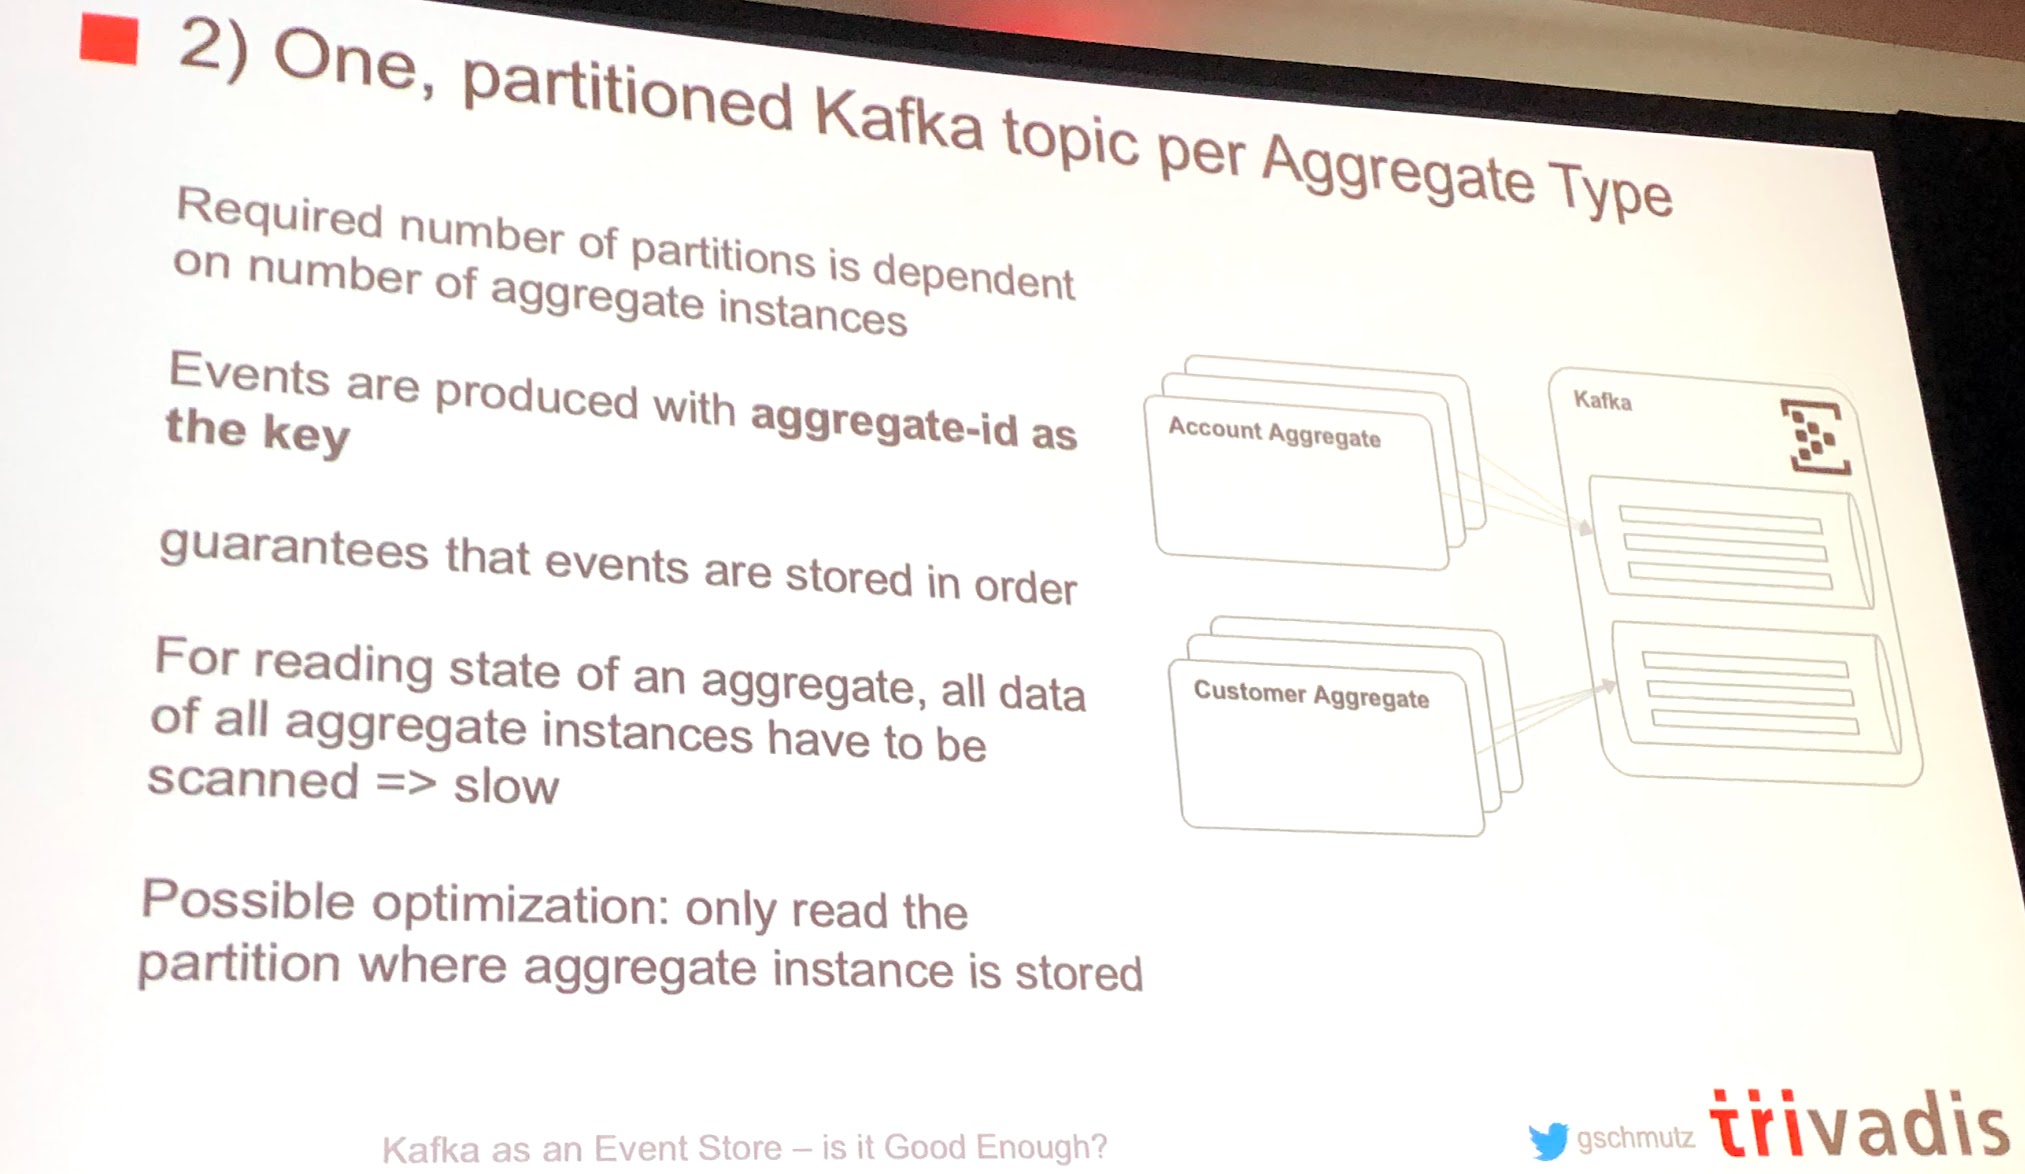 2) One, partitioned Kafka topic per Aggregate Type
Required number of partitions is dependent
on number of aggregate instances
Events are produced with aggregate-id as
the key
guarantees that events are stored in order
For reading state of an aggregate, all data
of all aggregate instances have to be
scanned => slow
Possible optimization: only read the
partition where aggregate instance is stored
Account Aggregate
Customer Aggregate
Kafka
Kafka as an Event Store – is it Good Enough?
gschmutz
trivadis